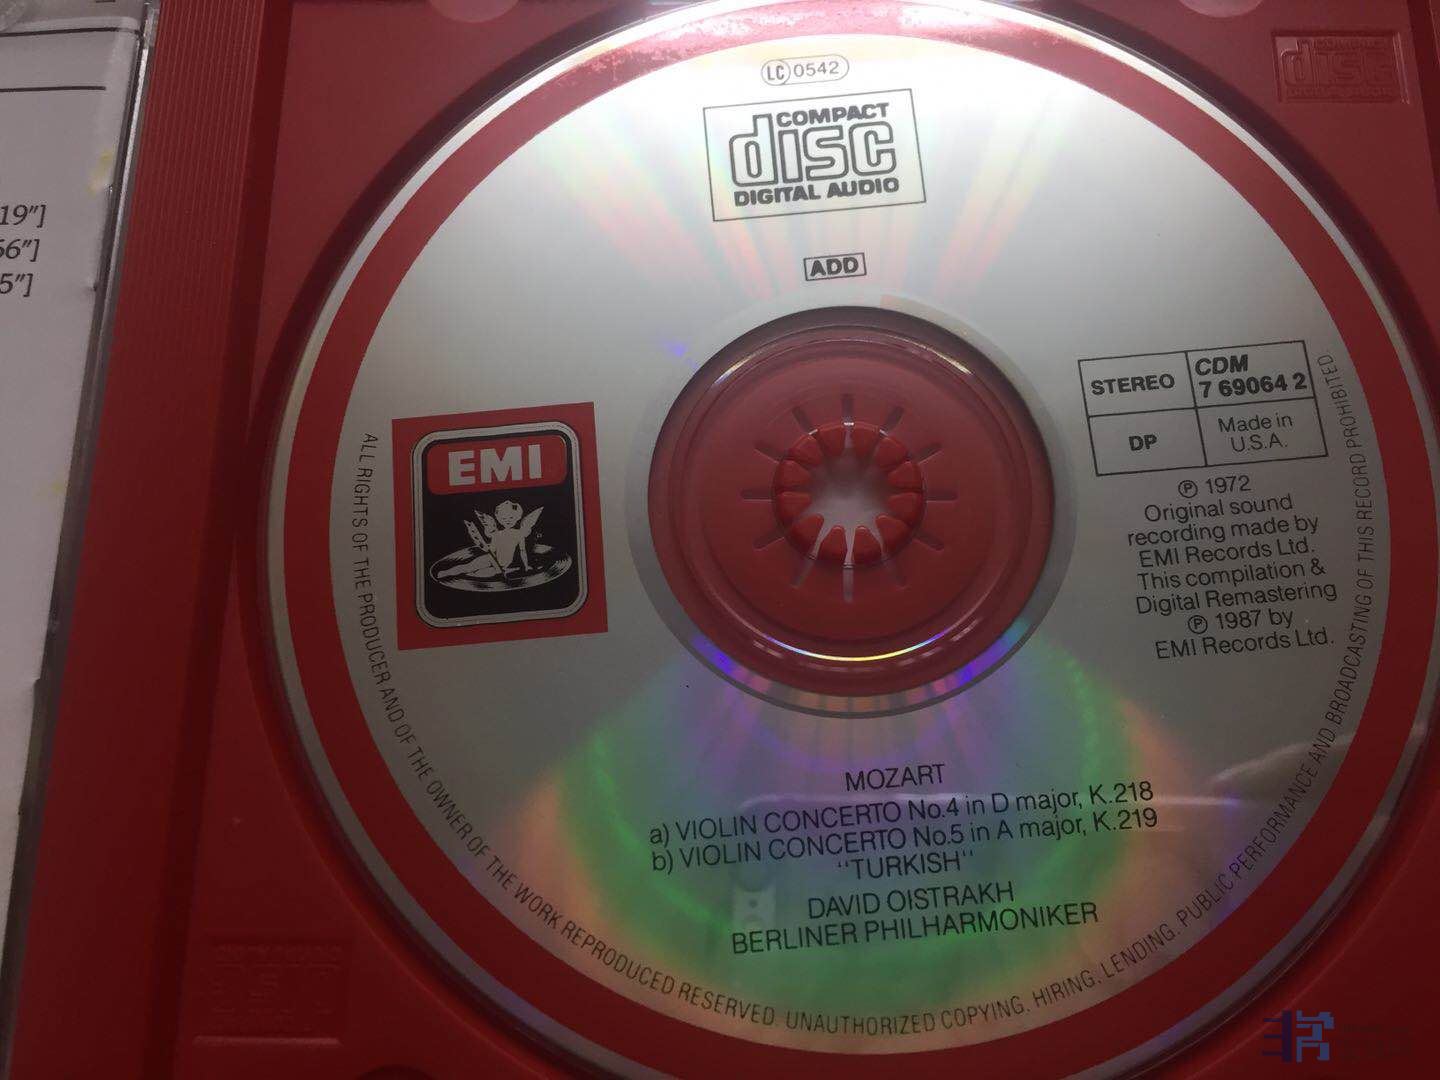 19"]
56"]
5"]
LC 0542
COMPACT
disc
DIGITAL AUDIO
ADD
EMI
STEREO
CDM
7 69064 2
DP
Made in
U.S.A.
℗ 1972
Original sound
recording made by
EMI Records Ltd.
This compilation &
Digital Remastering
℗ 1987 by
EMI Records Ltd.
MOZART
a) VIOLIN CONCERTO No.4 in D major, K.218
b) VIOLIN CONCERTO No.5 in A major, K.219
"TURKISH"
DAVID OISTRAKH
BERLINER PHILHARMONIKER
ALL RIGHTS OF THE PRODUCER AND OF THE OWNER OF THE WORK REPRODUCED RESERVED. UNAUTHORIZED COPYING, HIRING, LENDING, PUBLIC PERFORMANCE AND BROADCASTING OF THIS RECORD PROHIBITED.
COMPACT
disc